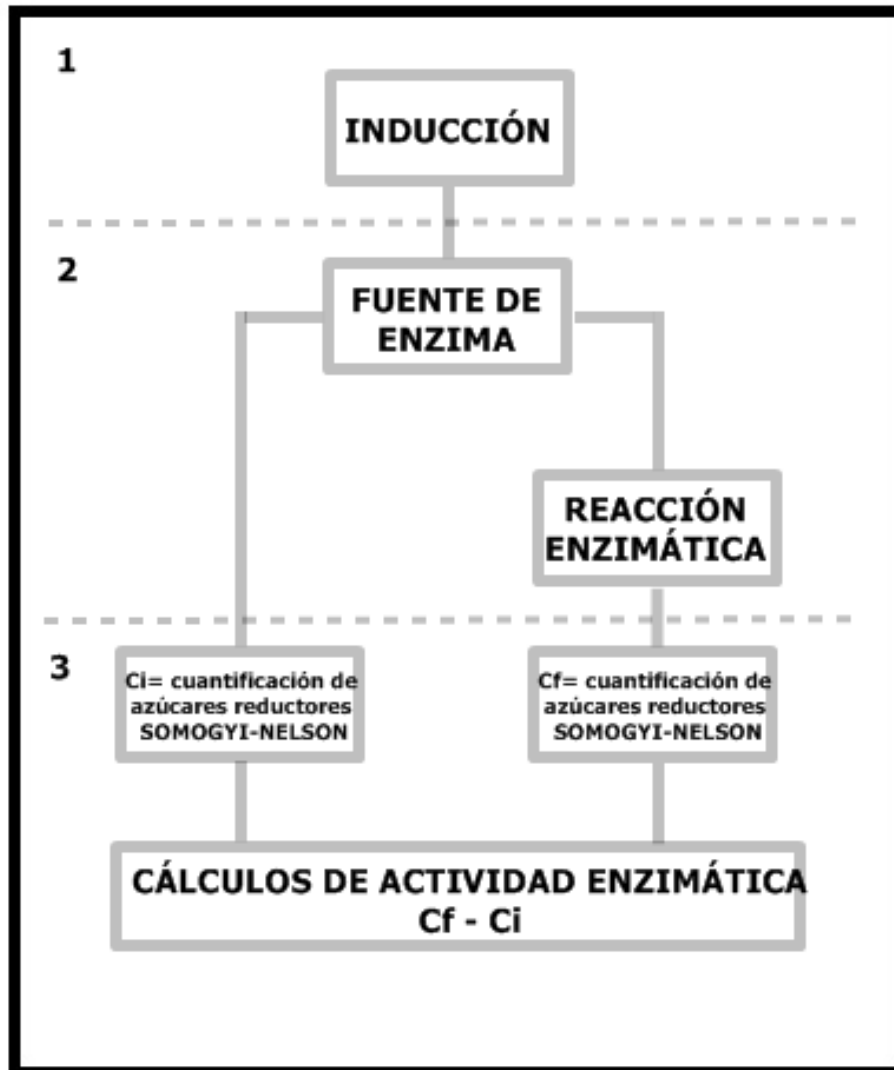 1
INDUCCIÓN
2
FUENTE DE
ENZIMA
REACCIÓN
ENZIMÁTICA
3
Ci= cuantificación de
azúcares reductores
SOMOGYI-NELSON
Cf= cuantificación de
azúcares reductores
SOMOGYI-NELSON
CÁLCULOS DE ACTIVIDAD ENZIMÁTICA
Cf - Ci